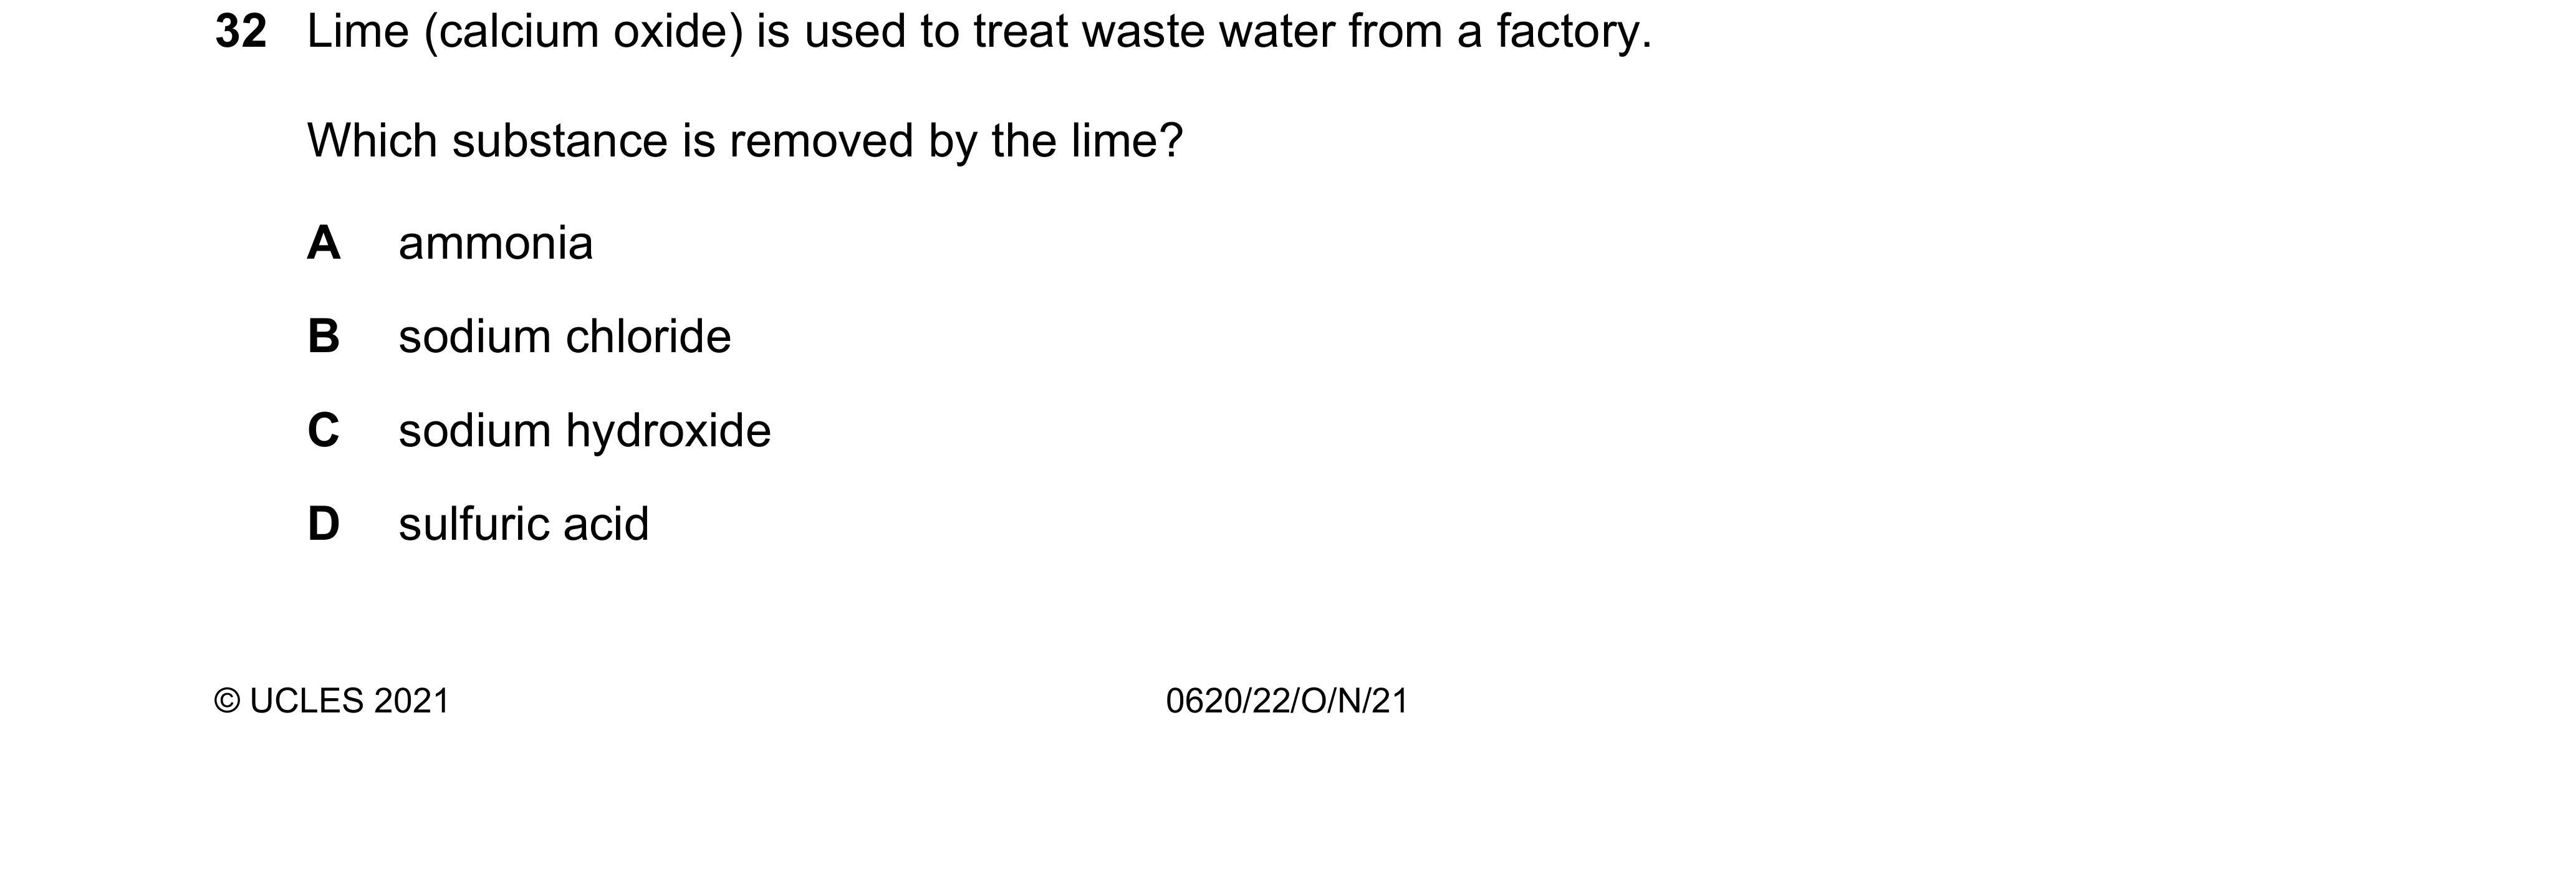 32 Lime (calcium oxide) is used to treat waste water from a factory.
Which substance is removed by the lime?
A ammonia
B sodium chloride
C sodium hydroxide
D sulfuric acid
© UCLES 2021 0620/22/O/N/21